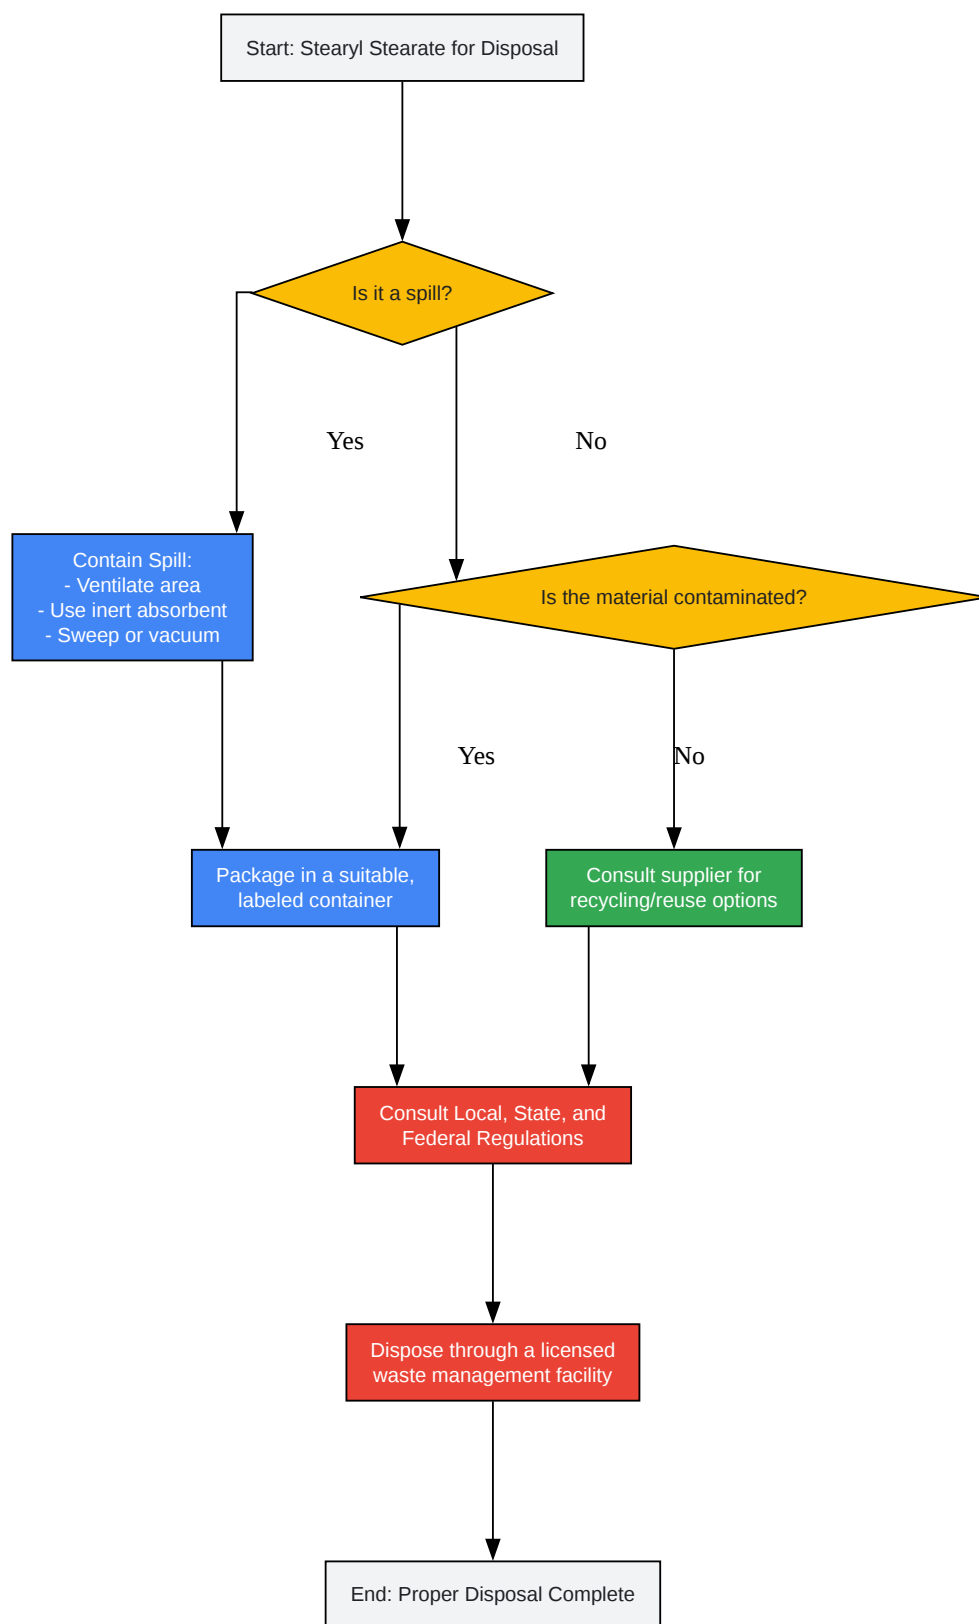 Start: Stearyl Stearate for Disposal
Is it a spill?
Yes
No
Contain Spill:
- Ventilate area
- Use inert absorbent
- Sweep or vacuum
Is the material contaminated?
Yes
No
Package in a suitable,
labeled container
Consult supplier for
recycling/reuse options
Consult Local, State, and
Federal Regulations
Dispose through a licensed
waste management facility
End: Proper Disposal Complete